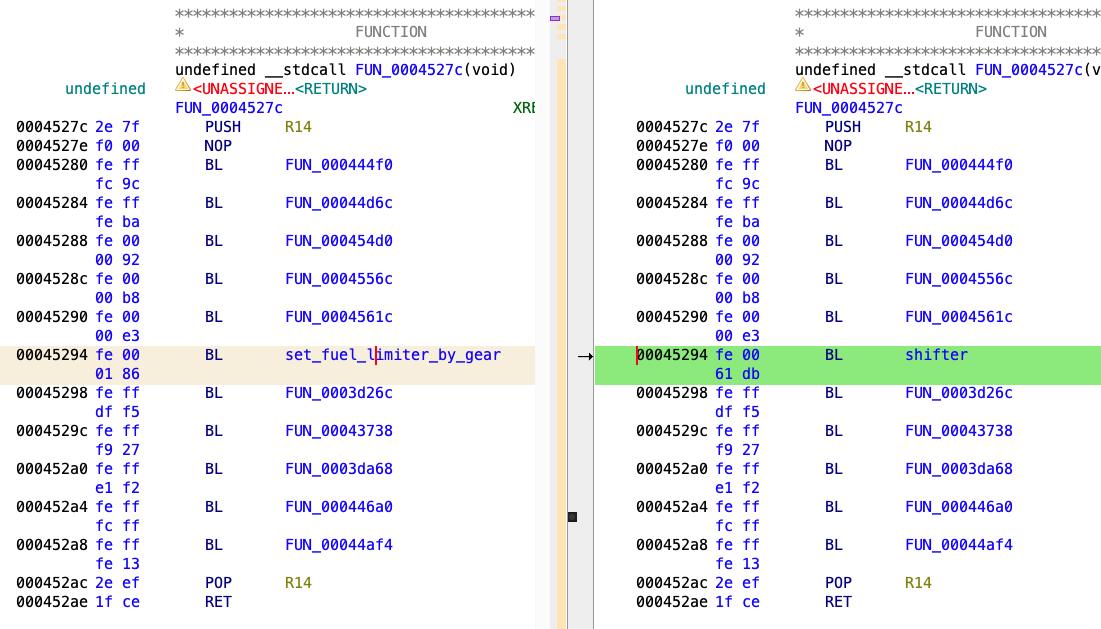 ************************************** ***********************************
* FUNCTION * FUNCTION
************************************** ***********************************
undefined __stdcall FUN_0004527c(void) undefined __stdcall FUN_0004527c(v
undefined <UNASSIGNE...<RETURN> undefined <UNASSIGNE...<RETURN>
FUN_0004527c XRE FUN_0004527c
0004527c 2e 7f PUSH R14 0004527c 2e 7f PUSH R14
0004527e f0 00 NOP 0004527e f0 00 NOP
00045280 fe ff BL FUN_000444f0 00045280 fe ff BL FUN_000444f0
fc 9c fc 9c
00045284 fe ff BL FUN_00044d6c 00045284 fe ff BL FUN_00044d6c
fe ba fe ba
00045288 fe 00 BL FUN_000454d0 00045288 fe 00 BL FUN_000454d0
00 92 00 92
0004528c fe 00 BL FUN_0004556c 0004528c fe 00 BL FUN_0004556c
00 b8 00 b8
00045290 fe 00 BL FUN_0004561c 00045290 fe 00 BL FUN_0004561c
00 e3 00 e3
00045294 fe 00 BL set_fuel_limiter_by_gear → 00045294 fe 00 BL shifter
01 86 61 db
00045298 fe ff BL FUN_0003d26c 00045298 fe ff BL FUN_0003d26c
df f5 df f5
0004529c fe ff BL FUN_00043738 0004529c fe ff BL FUN_00043738
f9 27 f9 27
000452a0 fe ff BL FUN_0003da68 000452a0 fe ff BL FUN_0003da68
e1 f2 e1 f2
000452a4 fe ff BL FUN_000446a0 000452a4 fe ff BL FUN_000446a0
fc ff fc ff
000452a8 fe ff BL FUN_00044af4 000452a8 fe ff BL FUN_00044af4
fe 13 fe 13
000452ac 2e ef POP R14 000452ac 2e ef POP R14
000452ae 1f ce RET 000452ae 1f ce RET